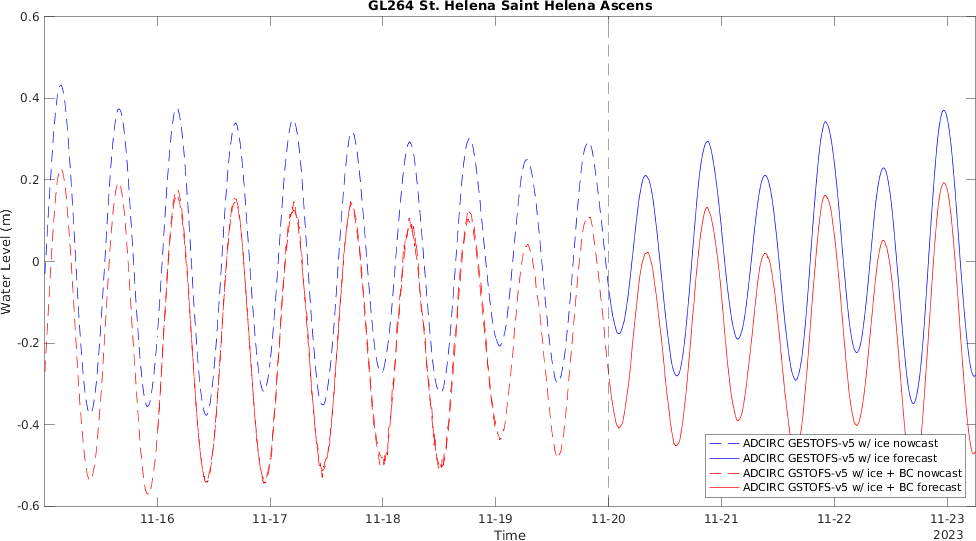 GL264 St. Helena Saint Helena Ascens
Water Level (m)
0.6
0.4
0.2
0
-0.2
-0.4
-0.6
11-16
11-17
11-18
11-19
11-20
11-21
11-22
11-23
Time
2023
ADCIRC GESTOFS-v5 w/ ice nowcast
ADCIRC GESTOFS-v5 w/ ice forecast
ADCIRC GSTOFS-v5 w/ ice + BC nowcast
ADCIRC GSTOFS-v5 w/ ice + BC forecast